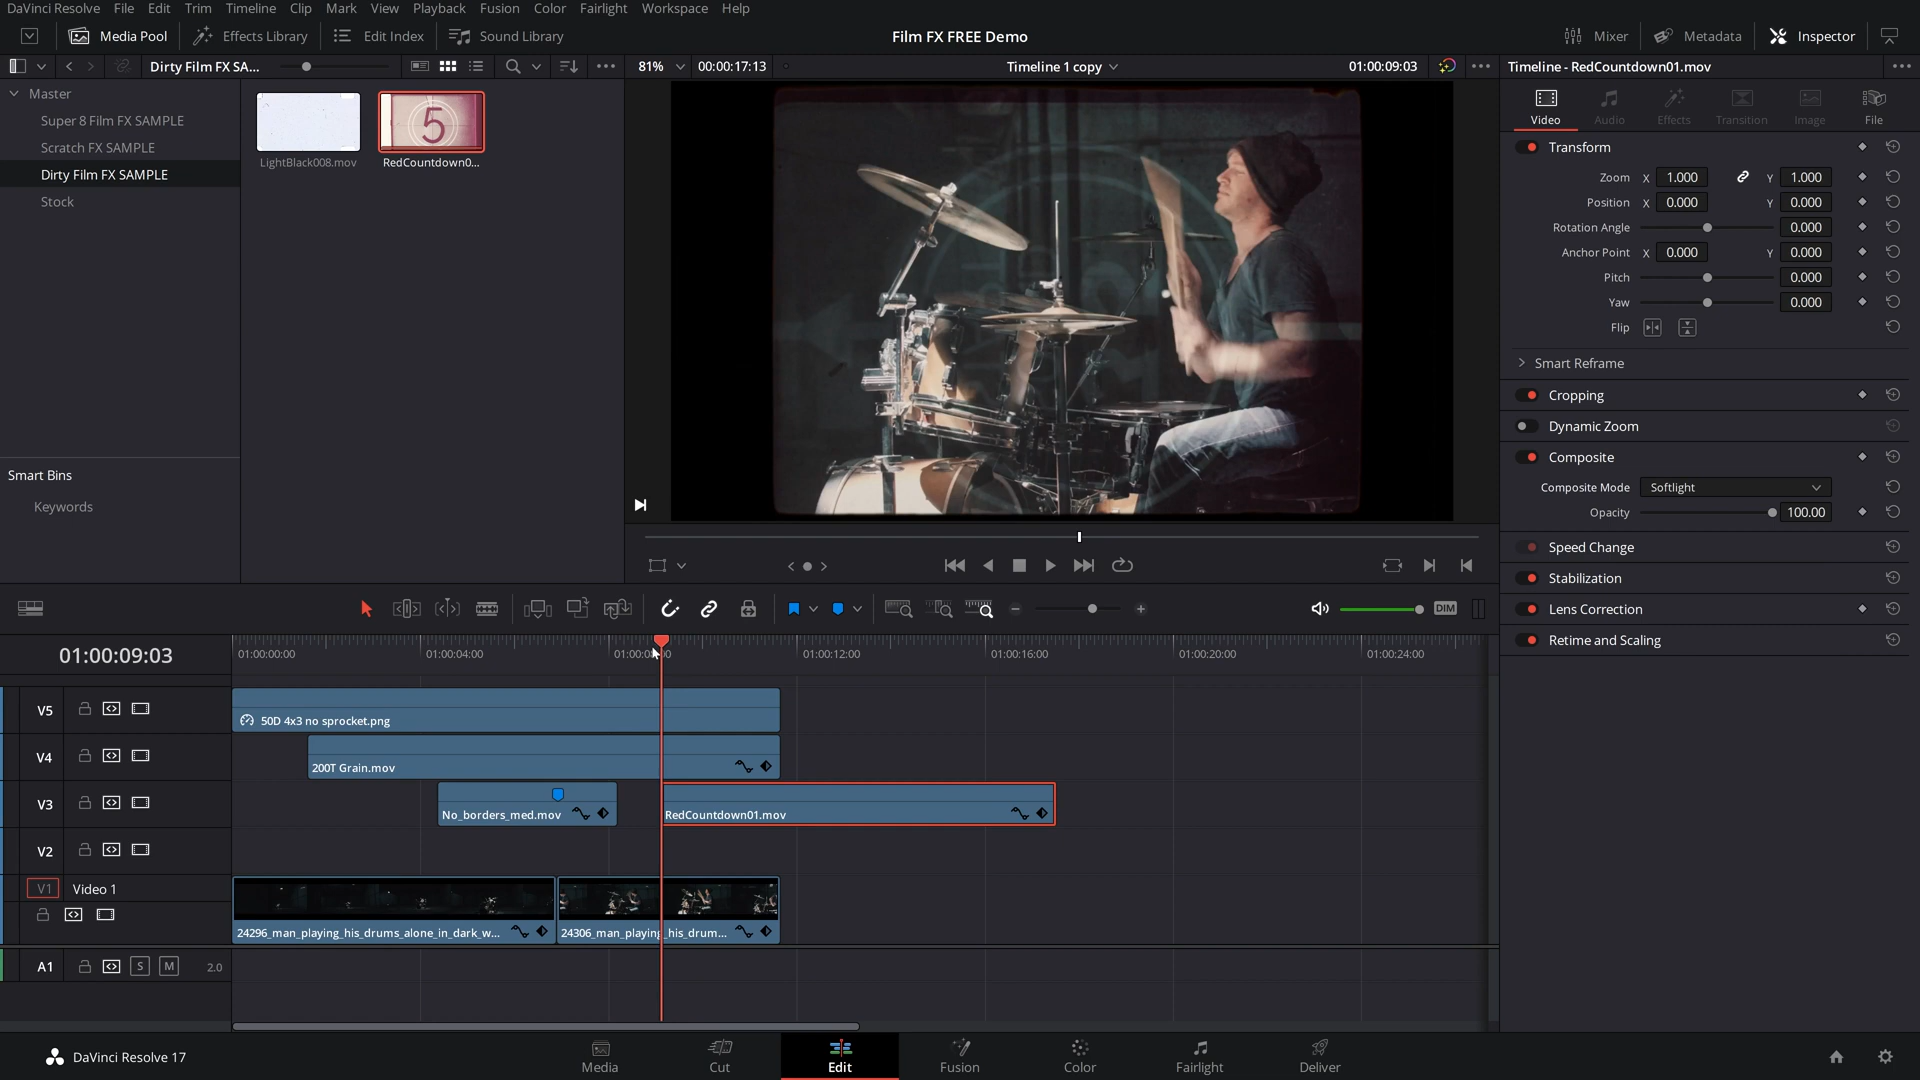 DaVinci Resolve File Edit Trim Timeline Clip Mark View Playback Fusion Color Fairlight Workspace Help
Media Pool Effects Library Edit Index Sound Library Film FX FREE Demo Mixer Metadata Inspector
Dirty Film FX SA... 81% 00:00:17:13 Timeline 1 copy 01:00:09:03 Timeline - RedCountdown01.mov
Master
Super 8 Film FX SAMPLE
Scratch FX SAMPLE
Dirty Film FX SAMPLE
Stock
Smart Bins
Keywords
5
LightBlack008.mov RedCountdown0...
Video Audio Effects Transition Image File
Transform
Zoom X 1.000 Y 1.000
Position X 0.000 Y 0.000
Rotation Angle 0.000
Anchor Point X 0.000 Y 0.000
Pitch 0.000
Yaw 0.000
Flip
Smart Reframe
Cropping
Dynamic Zoom
Composite
Composite Mode Softlight
Opacity 100.00
Speed Change
Stabilization
Lens Correction
Retime and Scaling
DIM
01:00:09:03 01:00:00:00 01:00:04:00 01:00:12:00 01:00:16:00 01:00:20:00 01:00:24:00
V5 50D 4x3 no sprocket.png
V4 200T Grain.mov
V3 No_borders_med.mov RedCountdown01.mov
V2
V1 Video 1
24296_man_playing_his_drums_alone_in_dark_w... 24306_man_playing_his_drum...
A1 S M 2.0
DaVinci Resolve 17 Media Cut Edit Fusion Color Fairlight Deliver